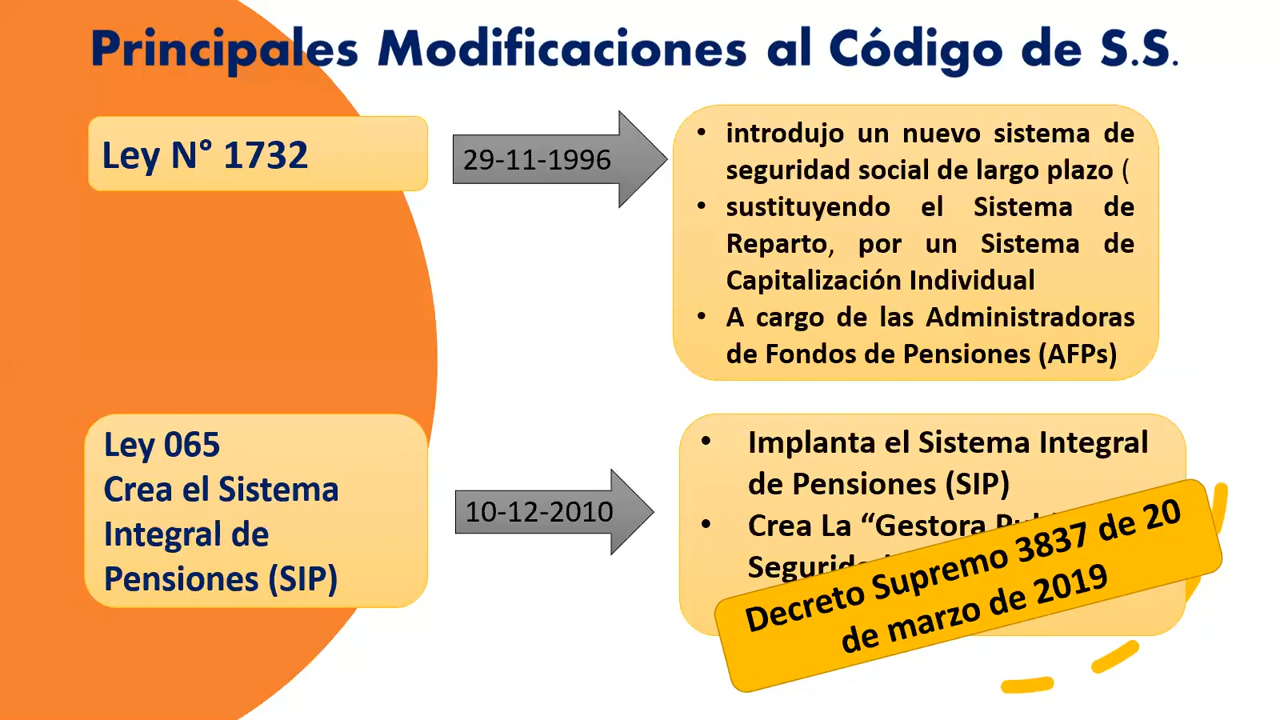 Principales Modificaciones al Código de S.S.
Ley N° 1732
29-11-1996
• introdujo un nuevo sistema de
seguridad social de largo plazo (
• sustituyendo el Sistema de
Reparto, por un Sistema de
Capitalización Individual
• A cargo de las Administradoras
de Fondos de Pensiones (AFPs)
Ley 065
Crea el Sistema
Integral de
Pensiones (SIP)
10-12-2010
• Implanta el Sistema Integral
de Pensiones (SIP)
• Crea La “Gestora
Decreto Supremo 3837 de 20
de marzo de 2019